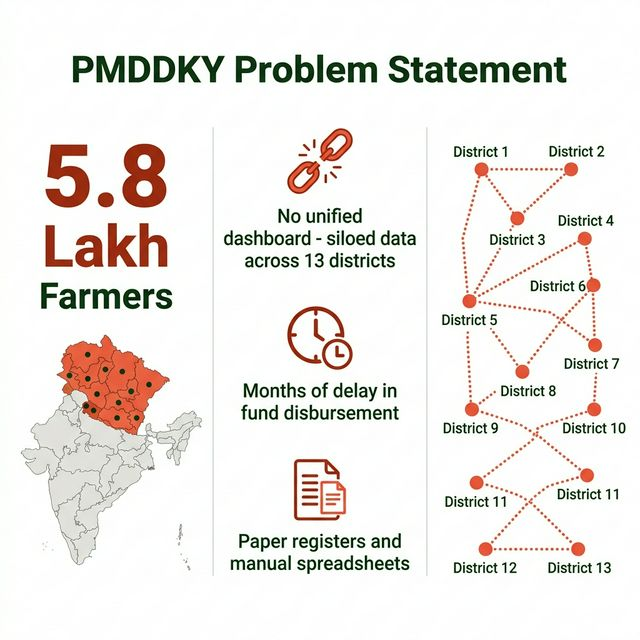 PMDDKY Problem Statement
5.8
Lakh
Farmers
No unified
dashboard - siloed data
across 13 districts
Months of delay in
fund disbursement
Paper registers and
manual spreadsheets
District 1
District 2
District 3
District 4
District 6
District 5
District 7
District 8
District 9
District 10
District 11
District 11
District 12
District 13